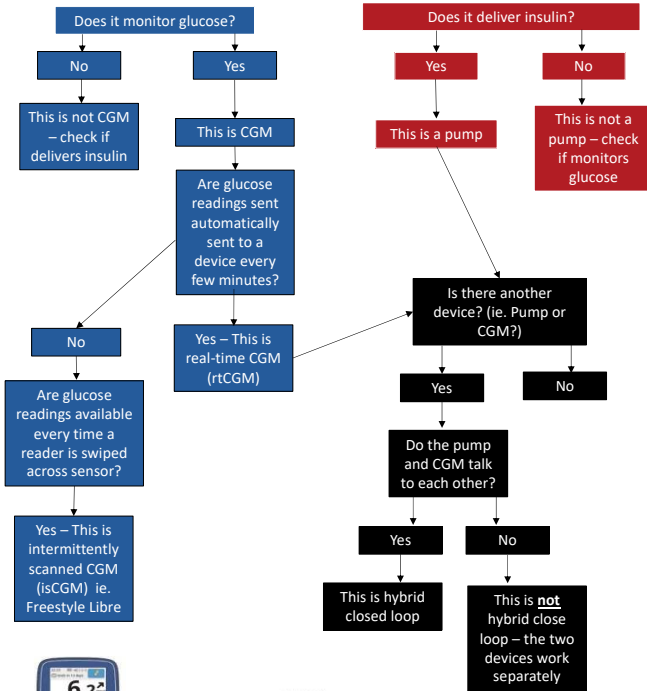 Does it monitor glucose?
No
Yes
This is not CGM
– check if
delivers insulin
This is CGM
Are glucose
readings sent
automatically
sent to a
device every
few minutes?
No
Yes – This is
real-time CGM
(rtCGM)
Are glucose
readings available
every time a
reader is swiped
across sensor?
Yes – This is
intermittently
scanned CGM
(isCGM) ie.
Freestyle Libre
Does it deliver insulin?
Yes
No
This is a pump
This is not a
pump – check
if monitors
glucose
Is there another
device? (ie. Pump or
CGM?)
Yes
No
Do the pump
and CGM talk
to each other?
Yes
No
This is hybrid
closed loop
This is not
hybrid close
loop – the two
devices work
separately